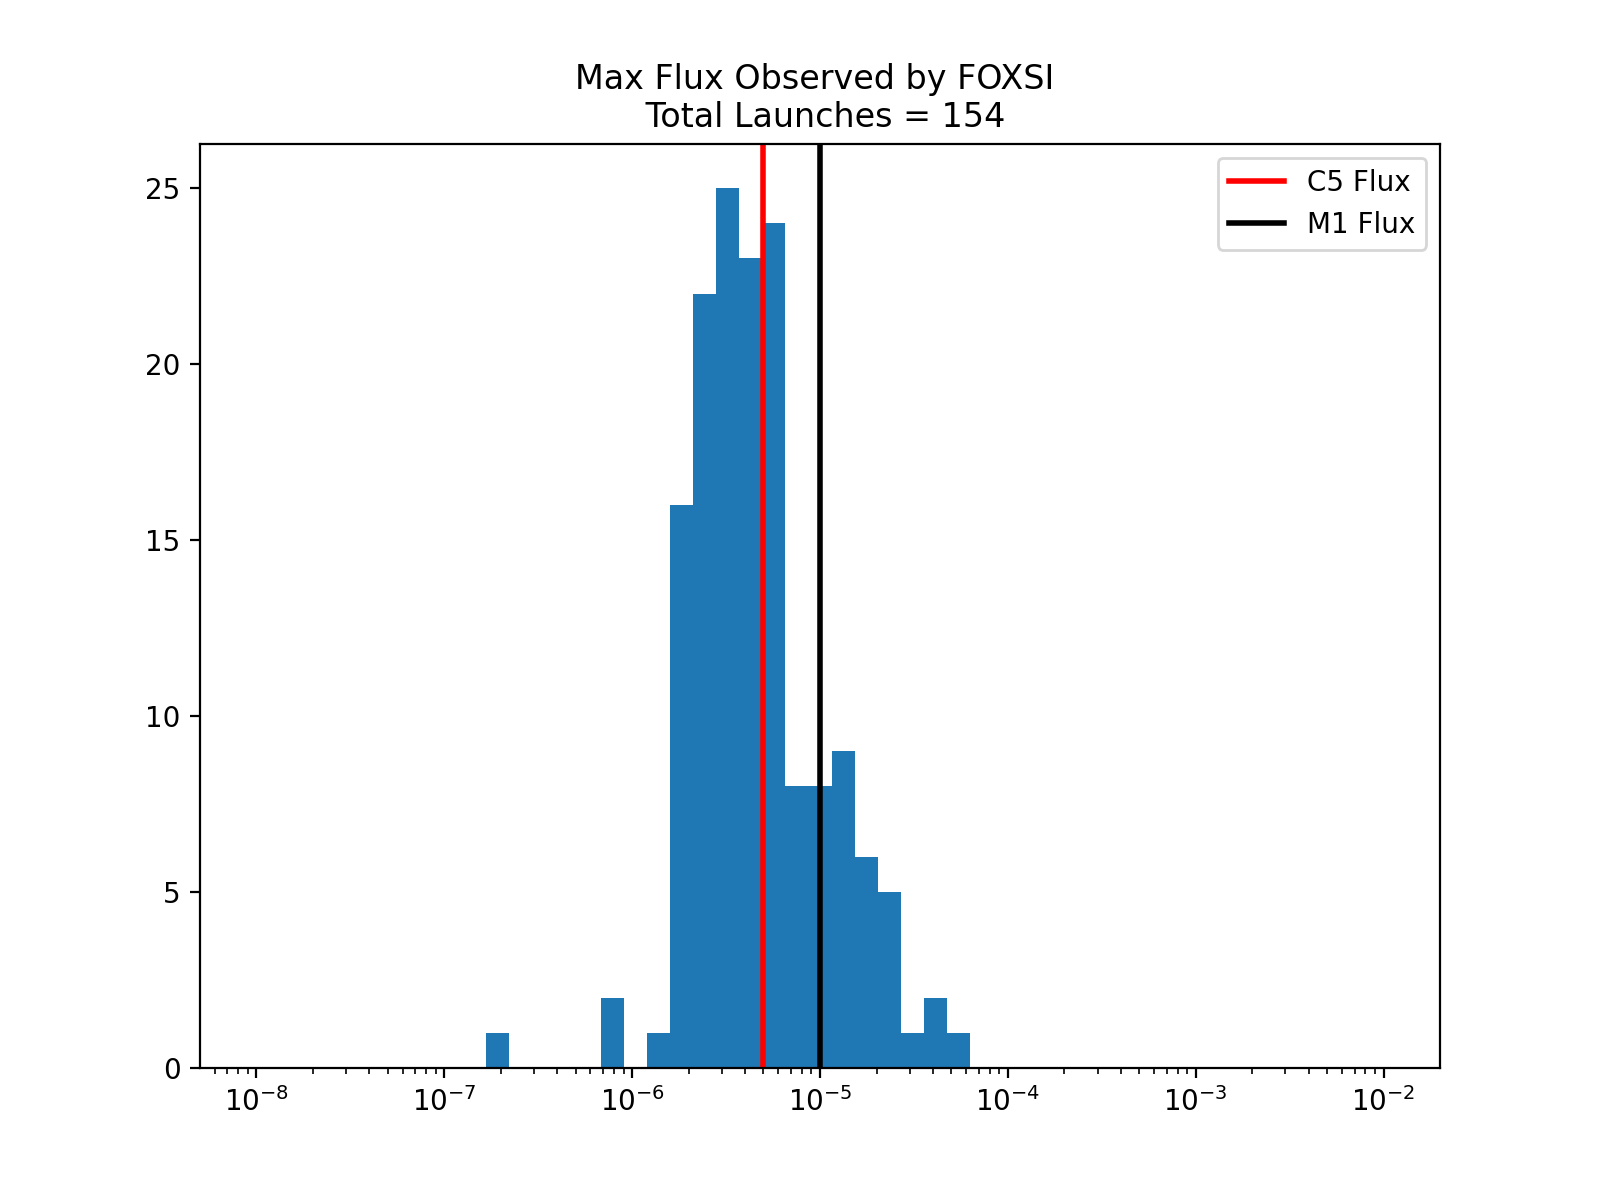 Max Flux Observed by FOXSI
Total Launches = 154
C5 Flux
M1 Flux
25
20
15
10
5
0
10⁻⁸ 10⁻⁷ 10⁻⁶ 10⁻⁵ 10⁻⁴ 10⁻³ 10⁻²